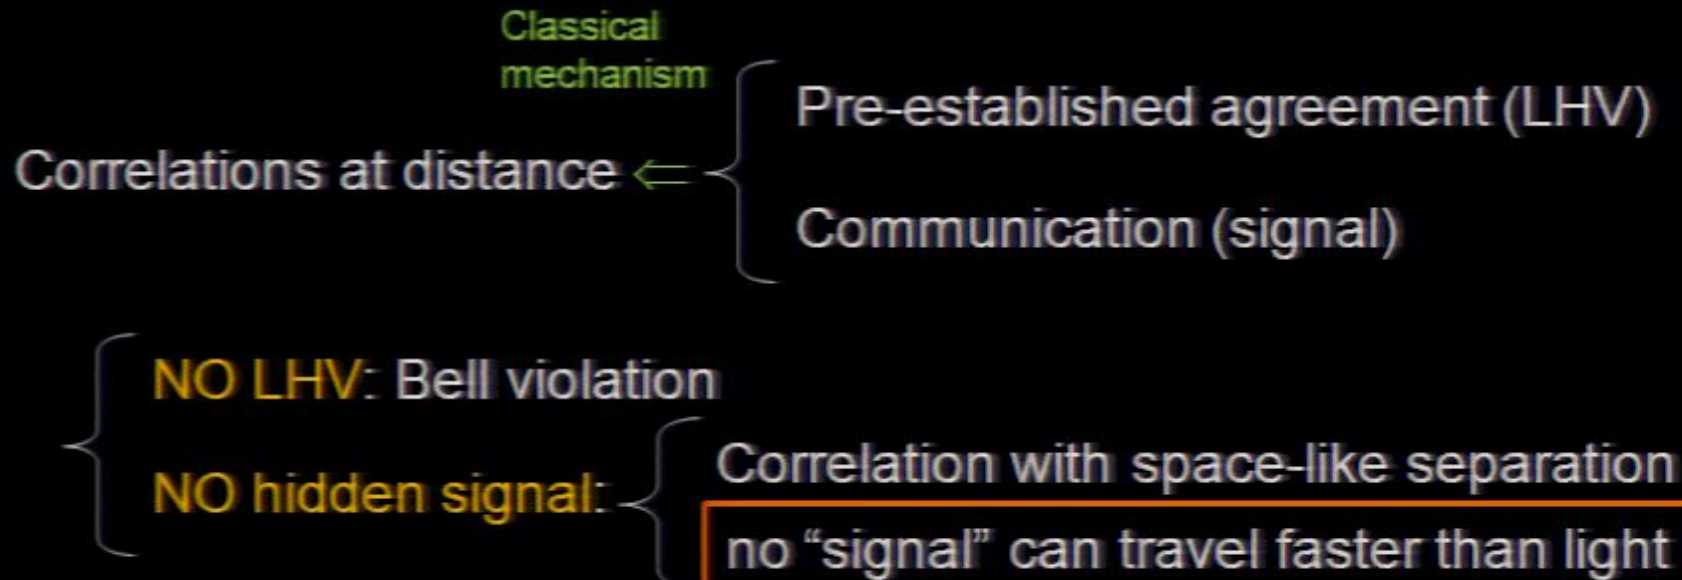 Classical
mechanism
Pre-established agreement (LHV)
Correlations at distance ⇐
Communication (signal)
NO LHV: Bell violation
Correlation with space-like separation
NO hidden signal:
no “signal” can travel faster than light